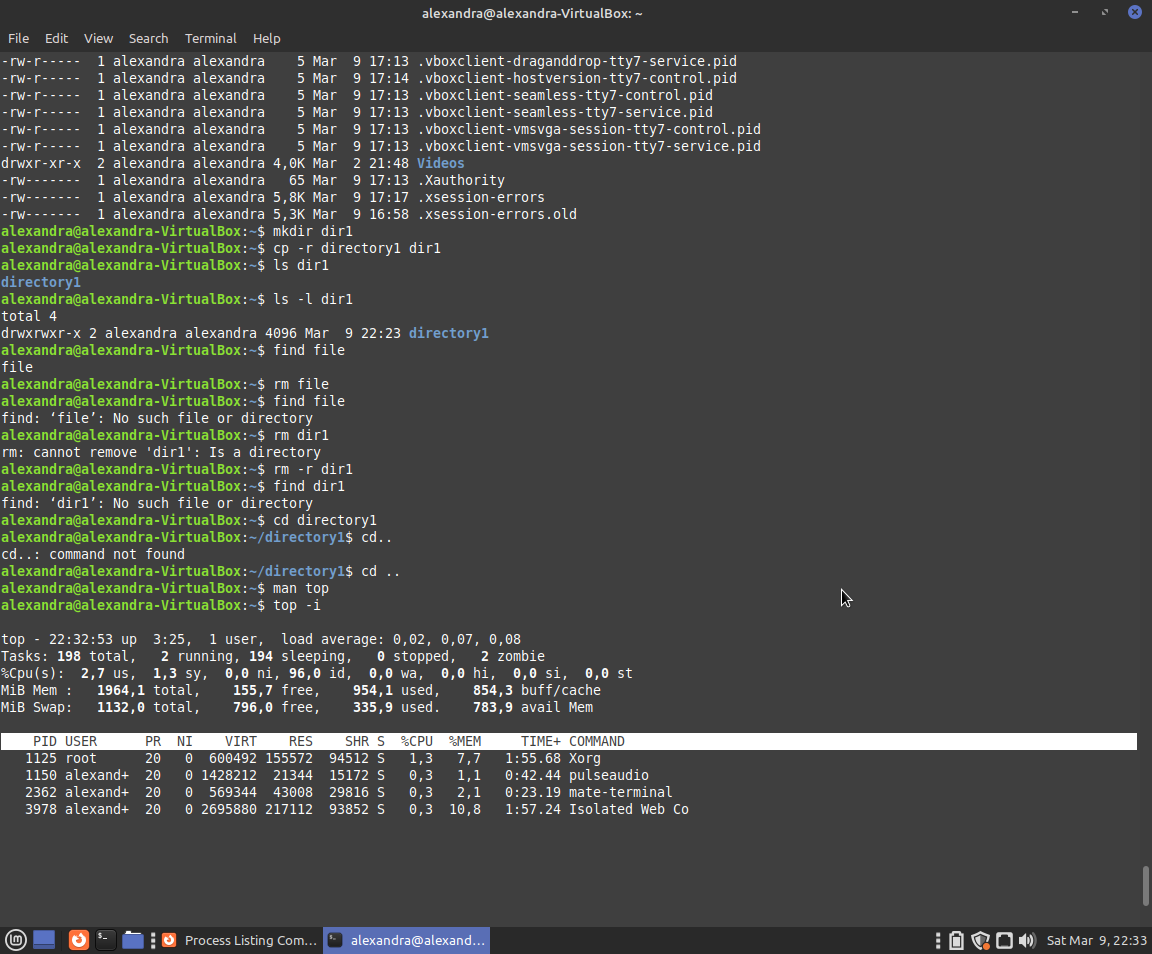 alexandra@alexandra-VirtualBox: ~
File Edit View Search Terminal Help
-rw-r----- 1 alexandra alexandra 5 Mar 9 17:13 .vboxclient-draganddrop-tty7-service.pid
-rw-r----- 1 alexandra alexandra 5 Mar 9 17:14 .vboxclient-hostversion-tty7-control.pid
-rw-r----- 1 alexandra alexandra 5 Mar 9 17:13 .vboxclient-seamless-tty7-control.pid
-rw-r----- 1 alexandra alexandra 5 Mar 9 17:13 .vboxclient-seamless-tty7-service.pid
-rw-r----- 1 alexandra alexandra 5 Mar 9 17:13 .vboxclient-vmsvga-session-tty7-control.pid
-rw-r----- 1 alexandra alexandra 5 Mar 9 17:13 .vboxclient-vmsvga-session-tty7-service.pid
drwxr-xr-x 2 alexandra alexandra 4,0K Mar 2 21:48 Videos
-rw------- 1 alexandra alexandra 65 Mar 9 17:13 .Xauthority
-rw------- 1 alexandra alexandra 5,8K Mar 9 17:17 .xsession-errors
-rw------- 1 alexandra alexandra 5,3K Mar 9 16:58 .xsession-errors.old
alexandra@alexandra-VirtualBox:~$ mkdir dir1
alexandra@alexandra-VirtualBox:~$ cp -r directory1 dir1
alexandra@alexandra-VirtualBox:~$ ls dir1
directory1
alexandra@alexandra-VirtualBox:~$ ls -l dir1
total 4
drwxrwxr-x 2 alexandra alexandra 4096 Mar 9 22:23 directory1
alexandra@alexandra-VirtualBox:~$ find file
file
alexandra@alexandra-VirtualBox:~$ rm file
alexandra@alexandra-VirtualBox:~$ find file
find: ‘file’: No such file or directory
alexandra@alexandra-VirtualBox:~$ rm dir1
rm: cannot remove 'dir1': Is a directory
alexandra@alexandra-VirtualBox:~$ rm -r dir1
alexandra@alexandra-VirtualBox:~$ find dir1
find: ‘dir1’: No such file or directory
alexandra@alexandra-VirtualBox:~$ cd directory1
alexandra@alexandra-VirtualBox:~/directory1$ cd..
cd..: command not found
alexandra@alexandra-VirtualBox:~/directory1$ cd ..
alexandra@alexandra-VirtualBox:~$ man top
alexandra@alexandra-VirtualBox:~$ top -i
top - 22:32:53 up 3:25, 1 user, load average: 0,02, 0,07, 0,08
Tasks: 198 total, 2 running, 194 sleeping, 0 stopped, 2 zombie
%Cpu(s): 2,7 us, 1,3 sy, 0,0 ni, 96,0 id, 0,0 wa, 0,0 hi, 0,0 si, 0,0 st
MiB Mem : 1964,1 total, 155,7 free, 954,1 used, 854,3 buff/cache
MiB Swap: 1132,0 total, 796,0 free, 335,9 used. 783,9 avail Mem
PID USER PR NI VIRT RES SHR S %CPU %MEM TIME+ COMMAND
1125 root 20 0 600492 155572 94512 S 1,3 7,7 1:55.68 Xorg
1150 alexand+ 20 0 1428212 21344 15172 S 0,3 1,1 0:42.44 pulseaudio
2362 alexand+ 20 0 569344 43008 29816 S 0,3 2,1 0:23.19 mate-terminal
3978 alexand+ 20 0 2695880 217112 93852 S 0,3 10,8 1:57.24 Isolated Web Co
Process Listing Com... alexandra@alexand... Sat Mar 9, 22:33